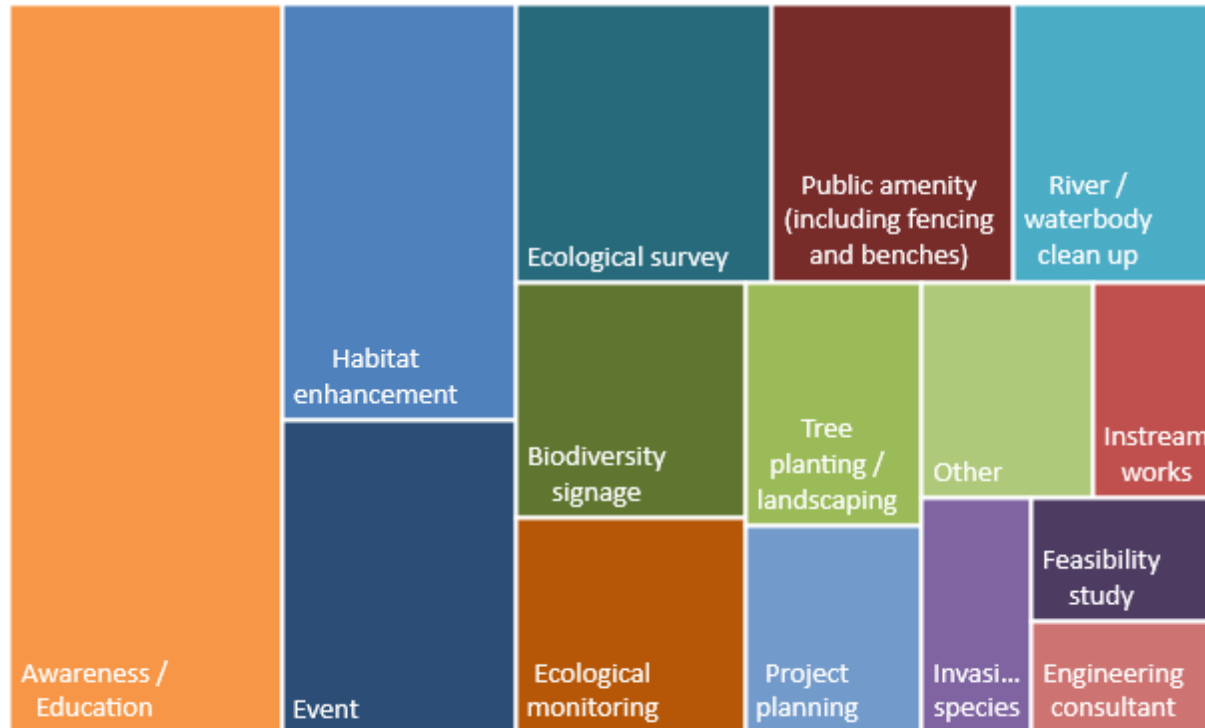 Awareness /
Education
Habitat
enhancement
Event
Ecological survey
Public amenity
(including fencing
and benches)
River /
waterbody
clean up
Biodiversity
signage
Tree
planting /
landscaping
Other
Instream
works
Ecological
monitoring
Project
planning
Invasi...
species
Feasibility
study
Engineering
consultant